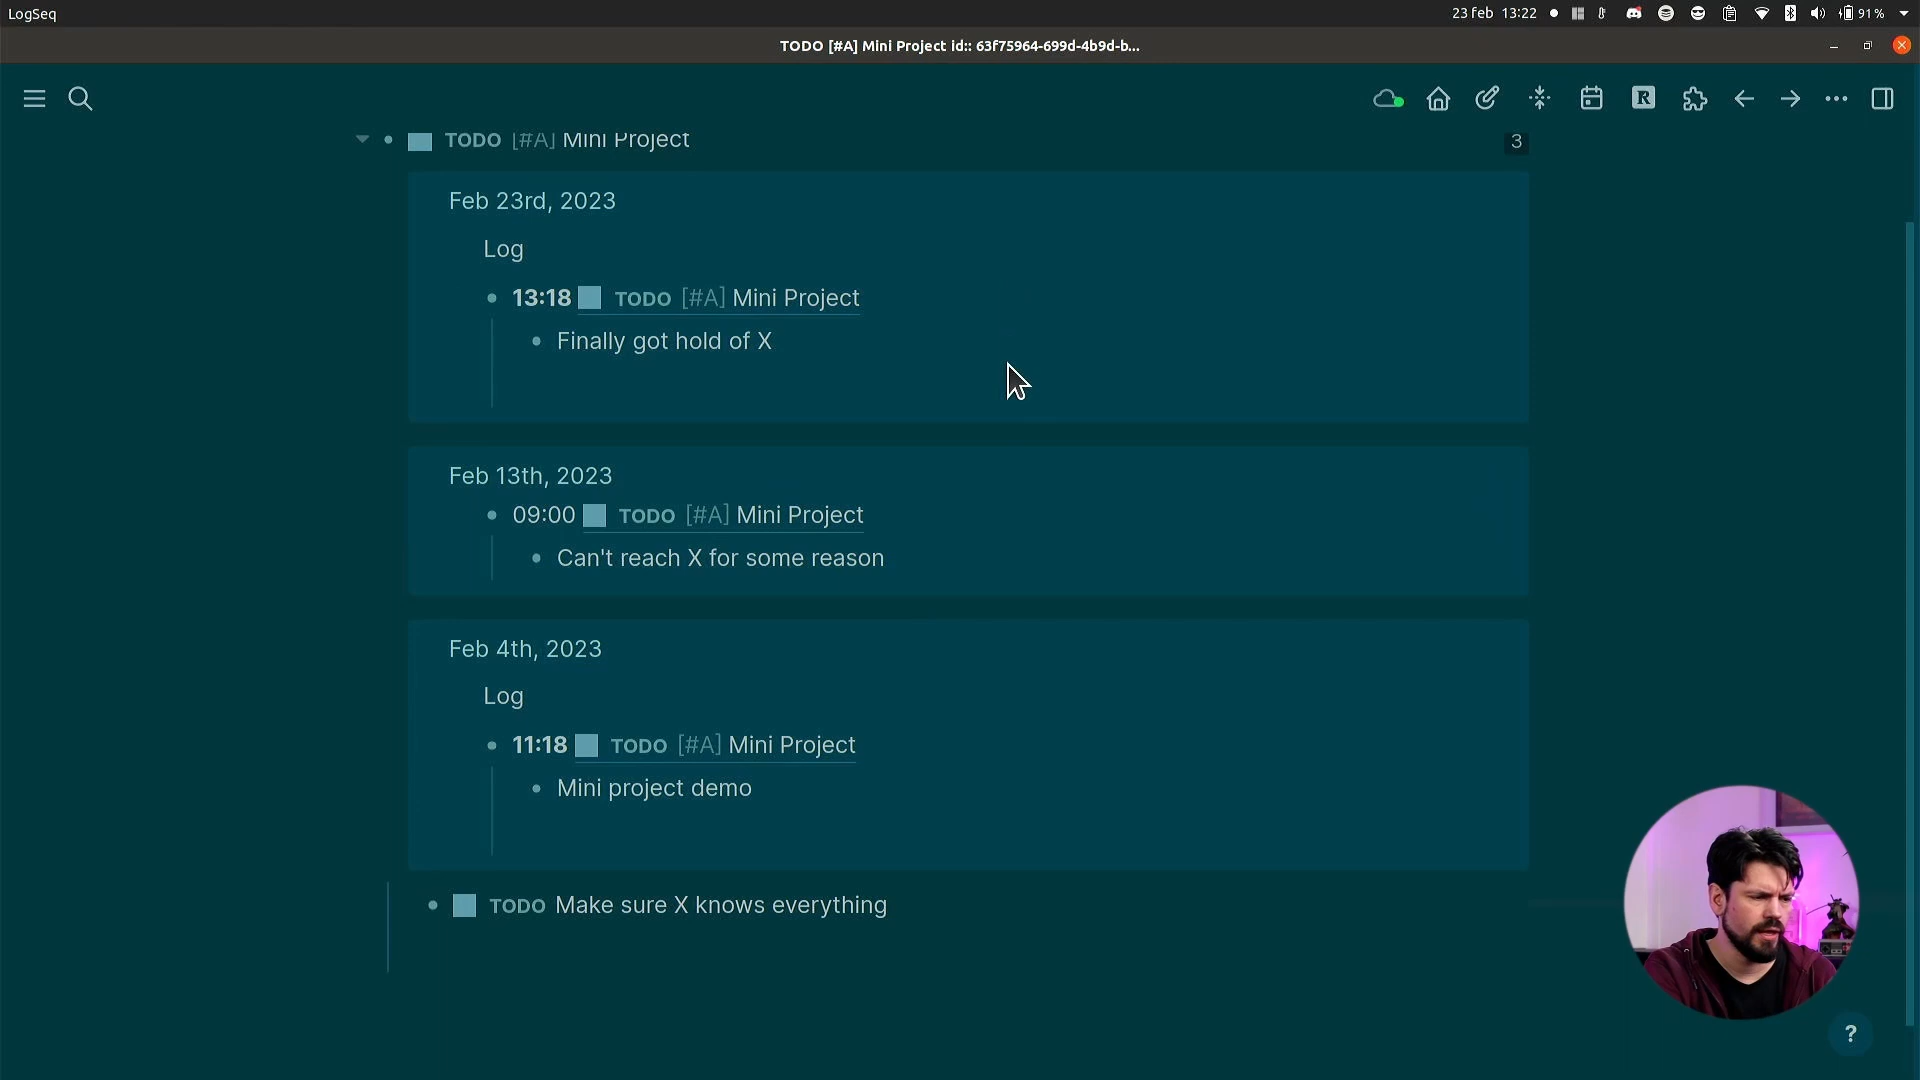 LogSeq
23 feb 13:22
91%
TODO [#A] Mini Project id:: 63f75964-699d-4b9d-b...
TODO [#A] Mini Project
3
Feb 23rd, 2023
Log
13:18 TODO [#A] Mini Project
Finally got hold of X
Feb 13th, 2023
09:00 TODO [#A] Mini Project
Can't reach X for some reason
Feb 4th, 2023
Log
11:18 TODO [#A] Mini Project
Mini project demo
TODO Make sure X knows everything
?